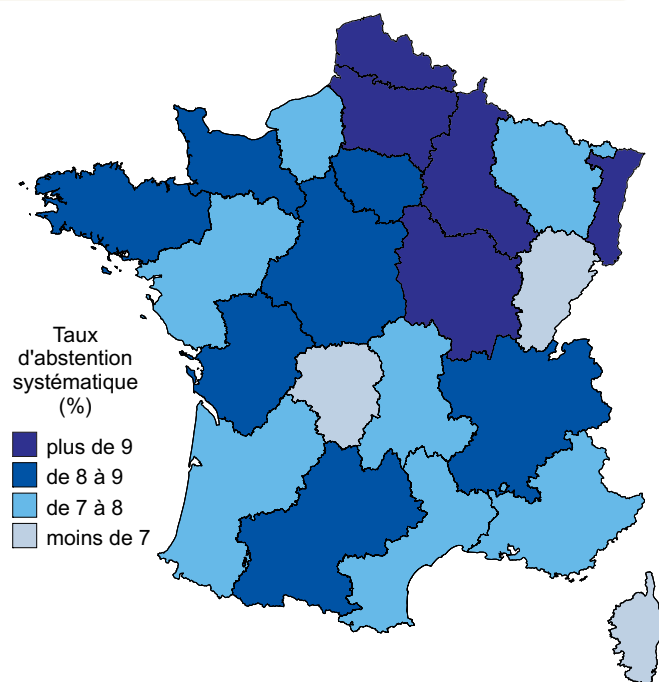 Taux
d'abstention
systématique
(%)
plus de 9
de 8 à 9
de 7 à 8
moins de 7